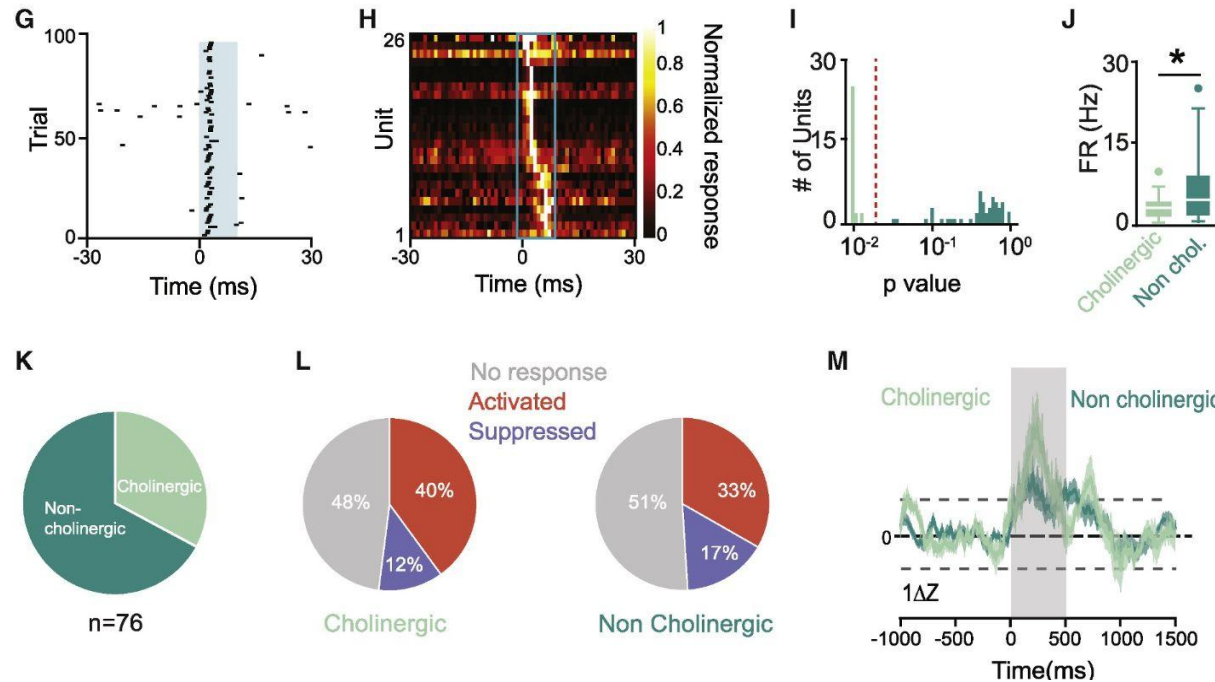 G
100
Trial
50
0
-30
0
30
Time (ms)
H
26
Unit
1
-30
0
30
Time (ms)
1
0.8
0.6
0.4
0.2
0
Normalized response
I
30
# of Units
15
0
10-2
10-1
100
p value
J
*
30
FR (Hz)
15
0
Cholinergic
Non chol.
K
Cholinergic
Non-
cholinergic
n=76
L
No response
Activated
Suppressed
48%
40%
12%
Cholinergic
51%
33%
17%
Non Cholinergic
M
Cholinergic
Non cholinergic
0
1ΔZ
-1000
-500
0
500
1000
1500
Time(ms)